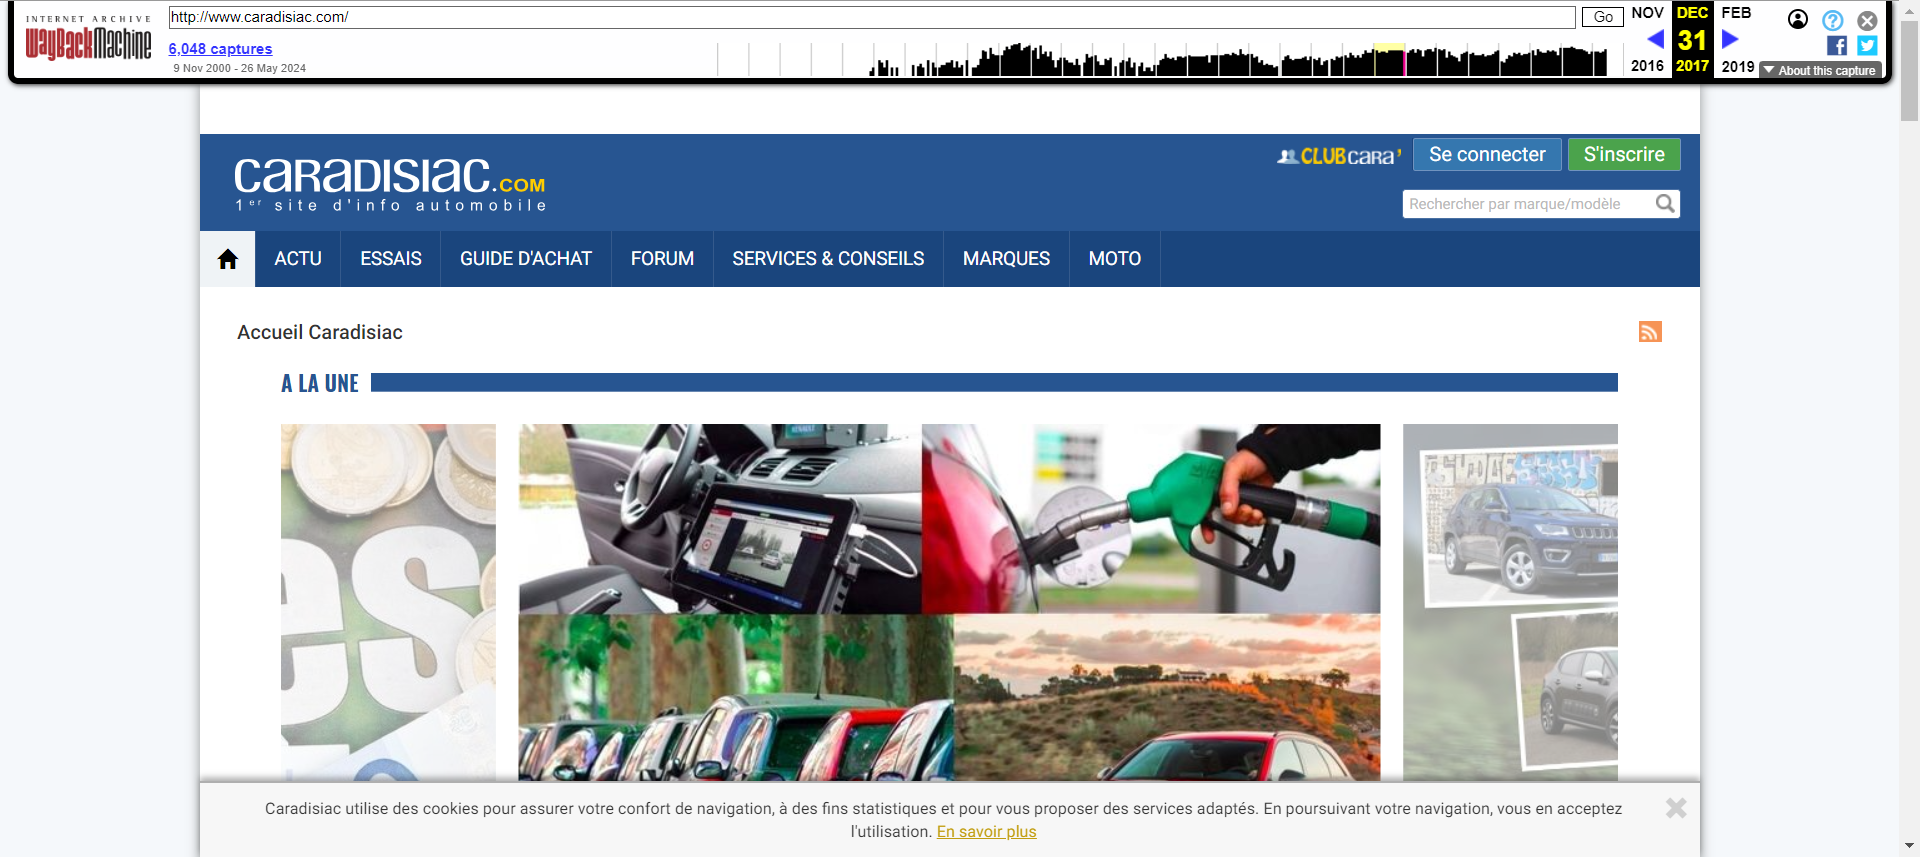 INTERNET ARCHIVE
WayBackMachine
http://www.caradisiac.com/
Go
6,048 captures
9 Nov 2000 - 26 May 2024
NOV
DEC
FEB
31
2016
2017
2019
About this capture
CARADISIAC.COM
1er site d'info automobile
CLUBcara'
Se connecter
S'inscrire
Rechercher par marque/modèle
ACTU
ESSAIS
GUIDE D'ACHAT
FORUM
SERVICES & CONSEILS
MARQUES
MOTO
Accueil Caradisiac
A LA UNE
es
Caradisiac utilise des cookies pour assurer votre confort de navigation, à des fins statistiques et pour vous proposer des services adaptés. En poursuivant votre navigation, vous en acceptez
l'utilisation. En savoir plus